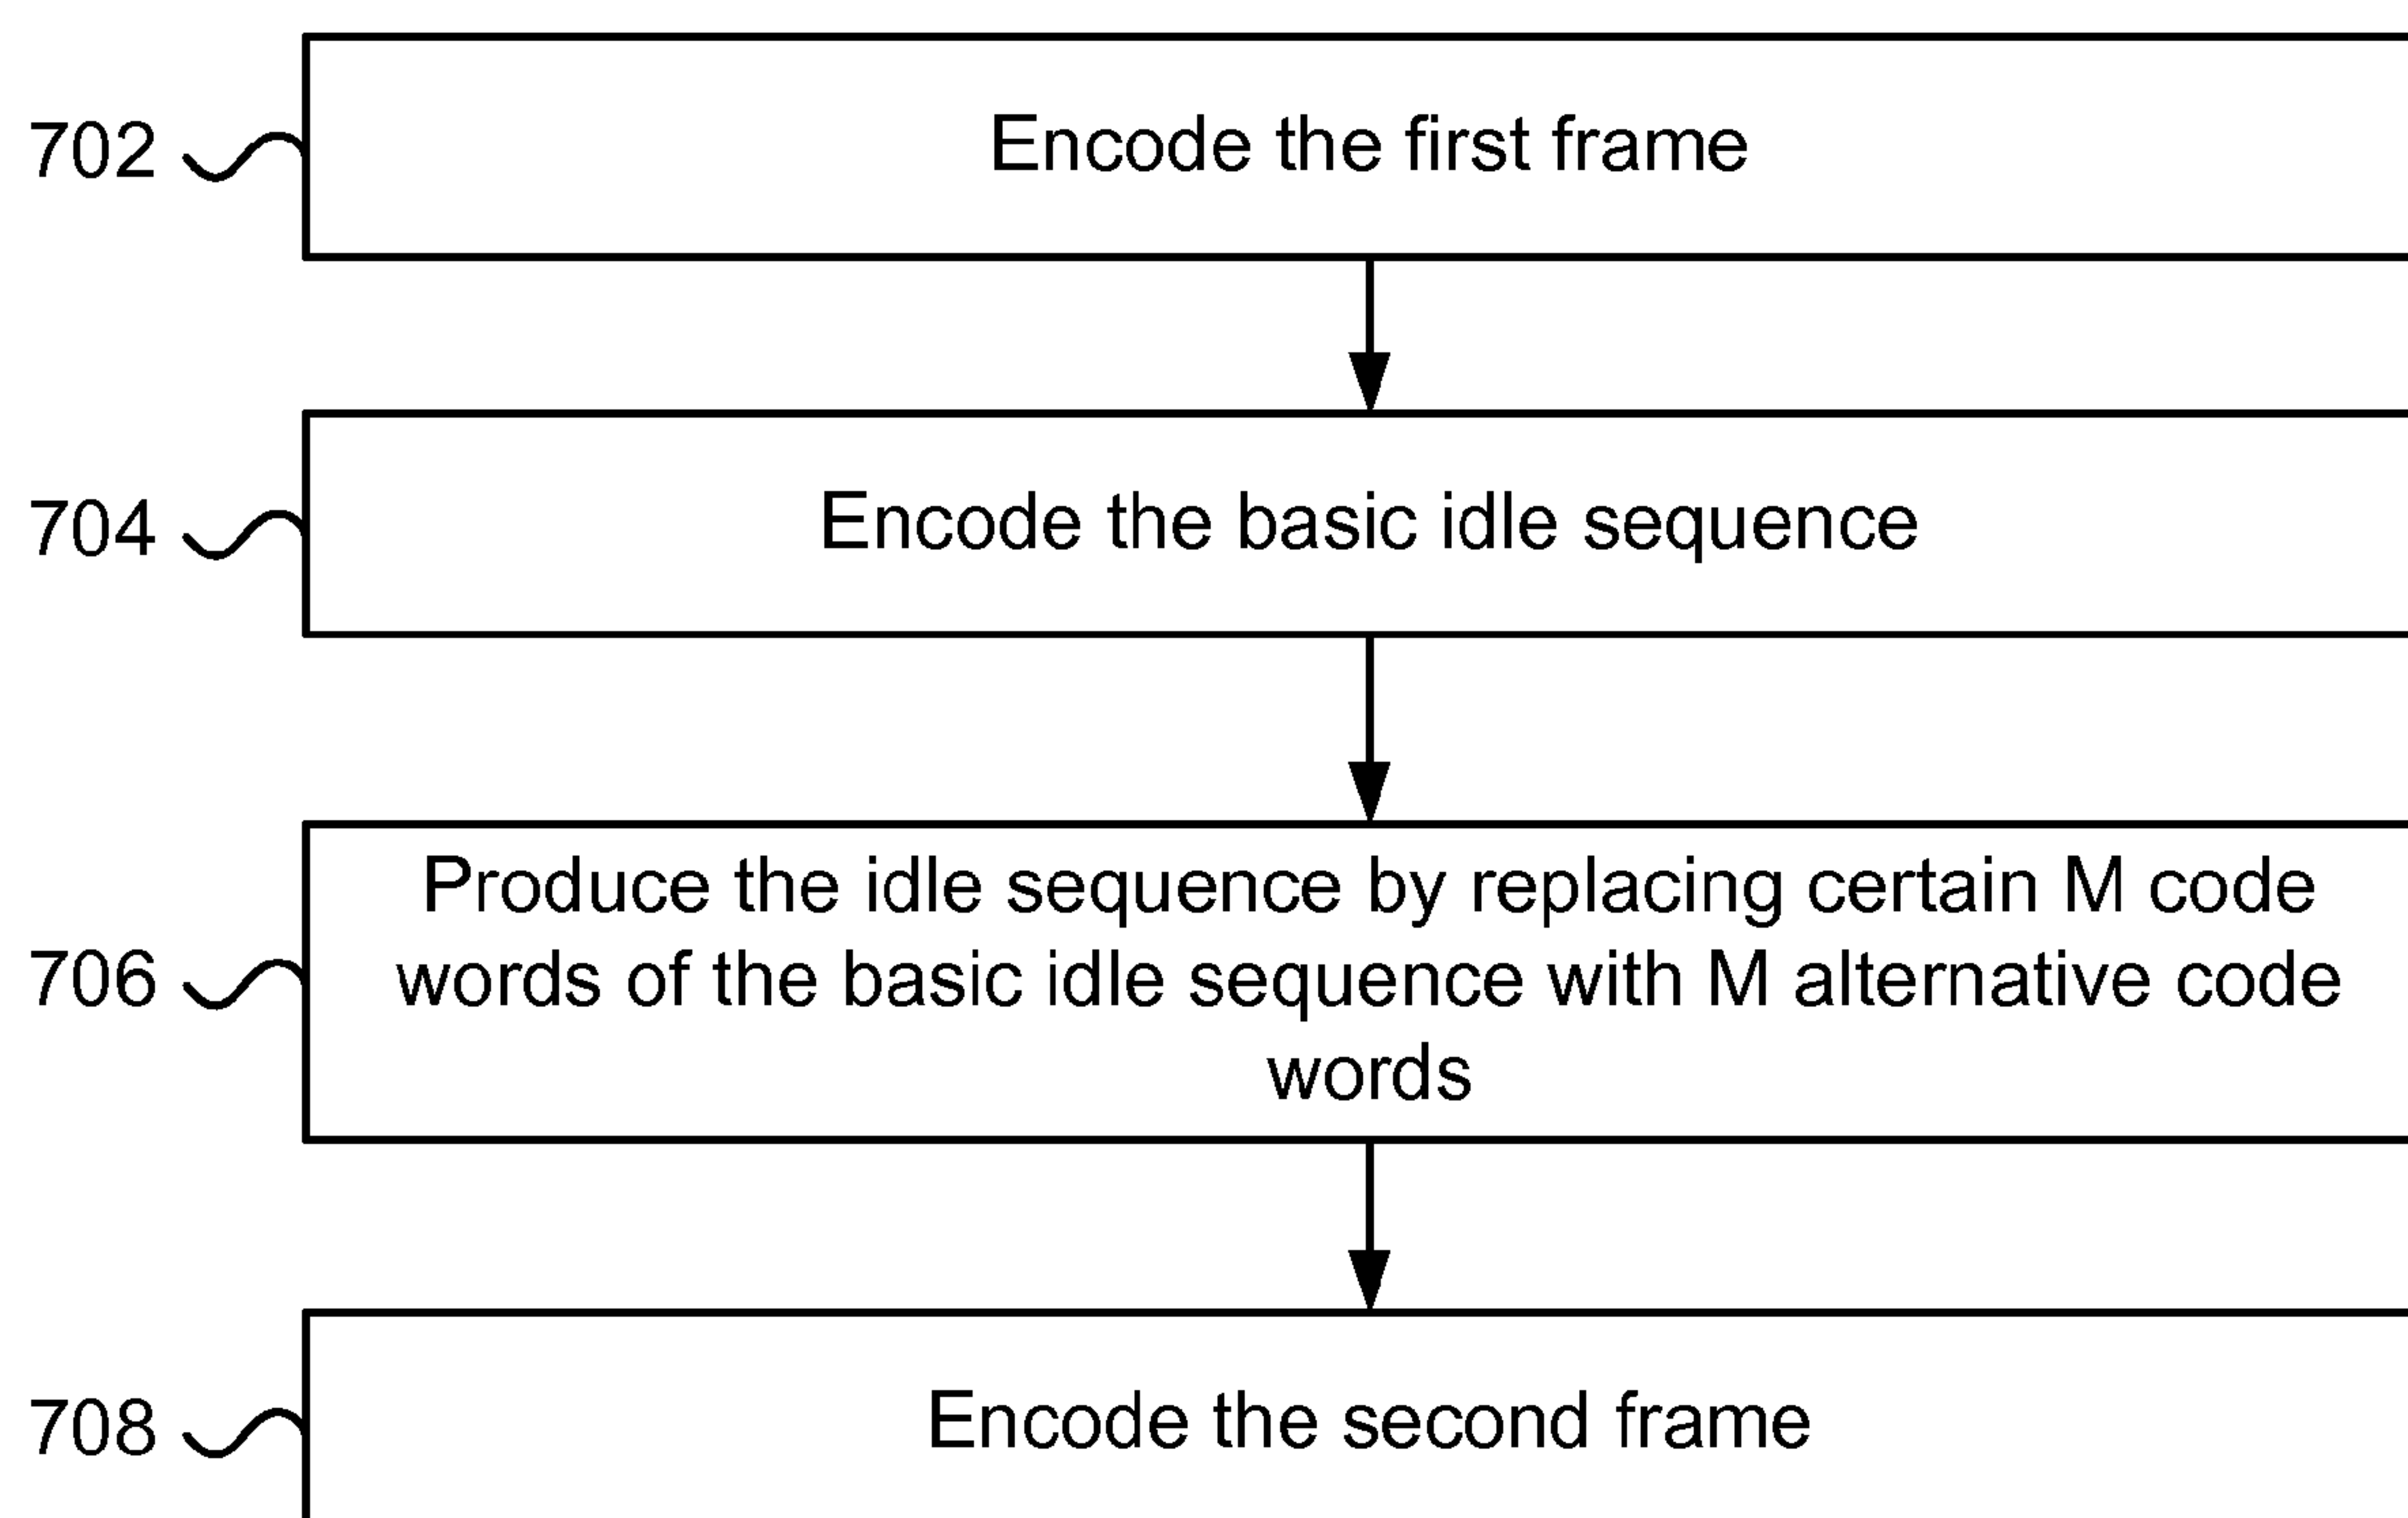 702
Encode the first frame
704
Encode the basic idle sequence
Produce the idle sequence by replacing certain M code
706
words of the basic idle sequence with M alternative code
words
708
Encode the second frame